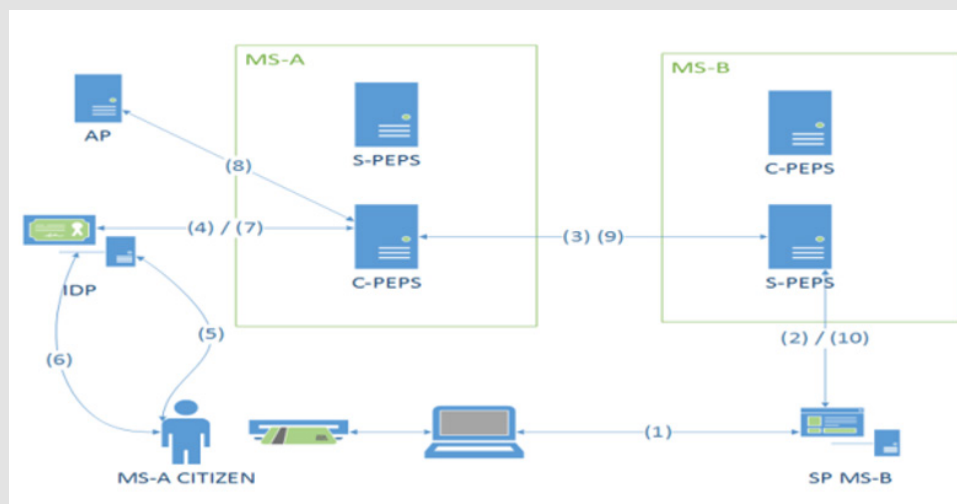 MS-A
MS-B
AP
S-PEPS
C-PEPS
(8)
(4) / (7)
(3) (9)
IDP
C-PEPS
S-PEPS
(5)
(2) / (10)
(6)
(1)
MS-A CITIZEN
SP MS-B